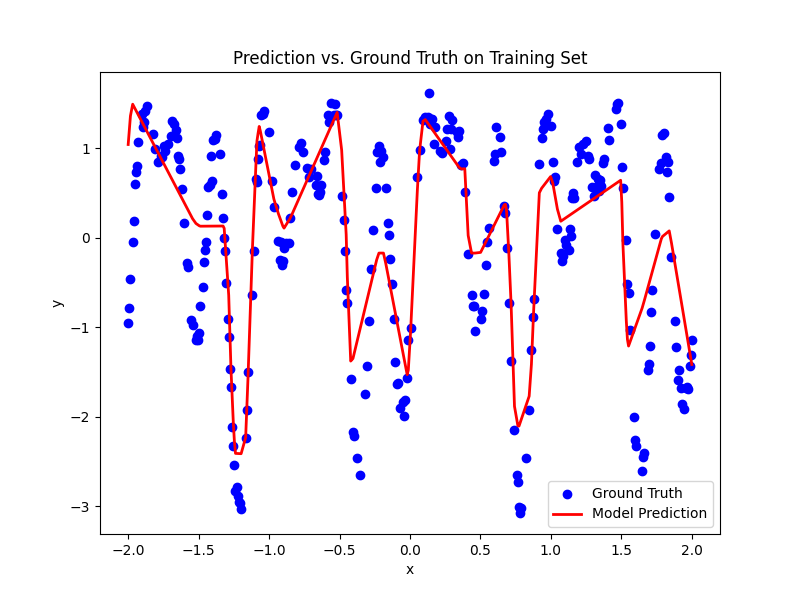 Prediction vs. Ground Truth on Training Set
y
1
0
−1
−2
−3
Ground Truth
Model Prediction
−2.0 −1.5 −1.0 −0.5 0.0 0.5 1.0 1.5 2.0
x